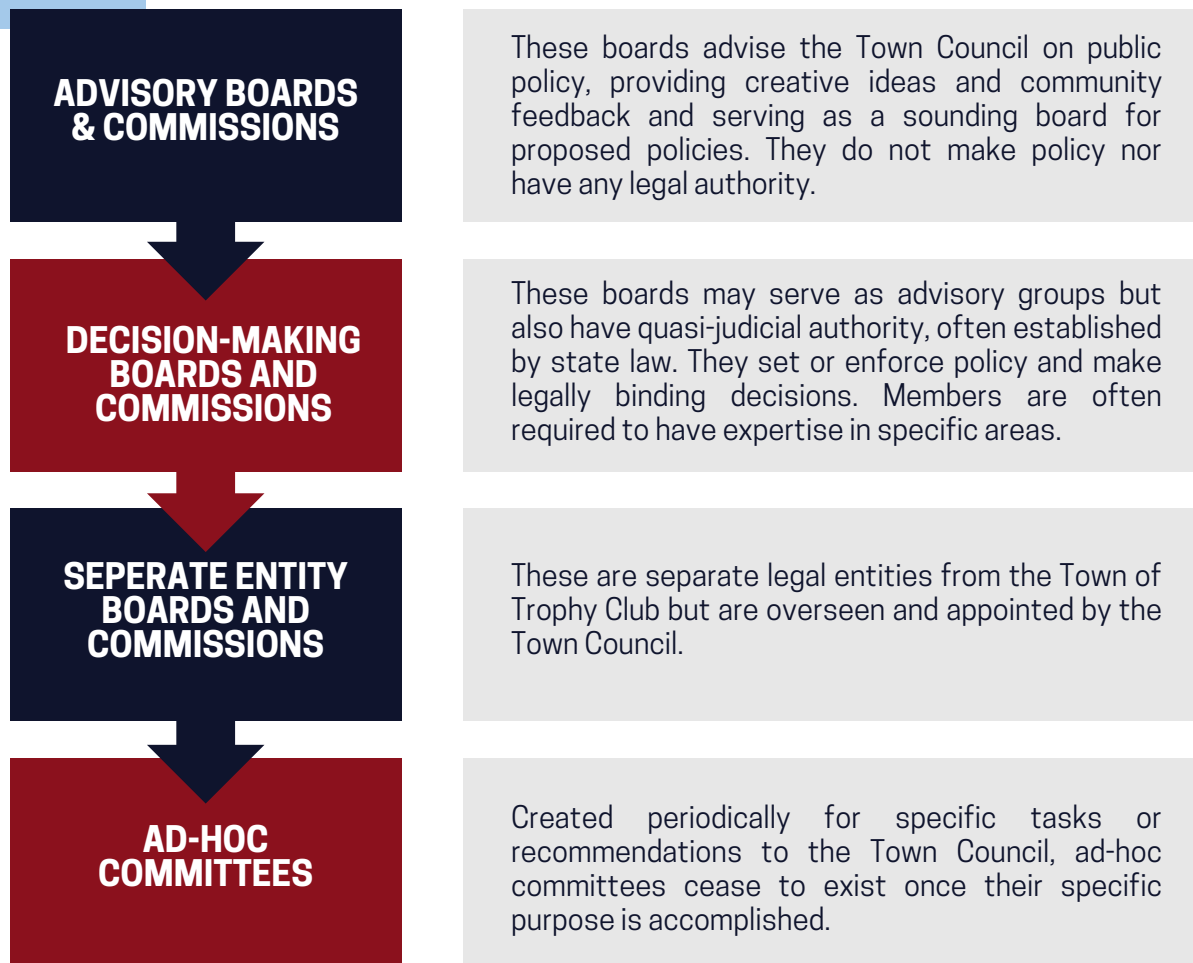 ADVISORY BOARDS
& COMMISSIONS
These boards advise the Town Council on public
policy, providing creative ideas and community
feedback and serving as a sounding board for
proposed policies. They do not make policy nor
have any legal authority.
DECISION-MAKING
BOARDS AND
COMMISSIONS
These boards may serve as advisory groups but
also have quasi-judicial authority, often established
by state law. They set or enforce policy and make
legally binding decisions. Members are often
required to have expertise in specific areas.
SEPERATE ENTITY
BOARDS AND
COMMISSIONS
These are separate legal entities from the Town of
Trophy Club but are overseen and appointed by the
Town Council.
AD-HOC
COMMITTEES
Created periodically for specific tasks or
recommendations to the Town Council, ad-hoc
committees cease to exist once their specific
purpose is accomplished.